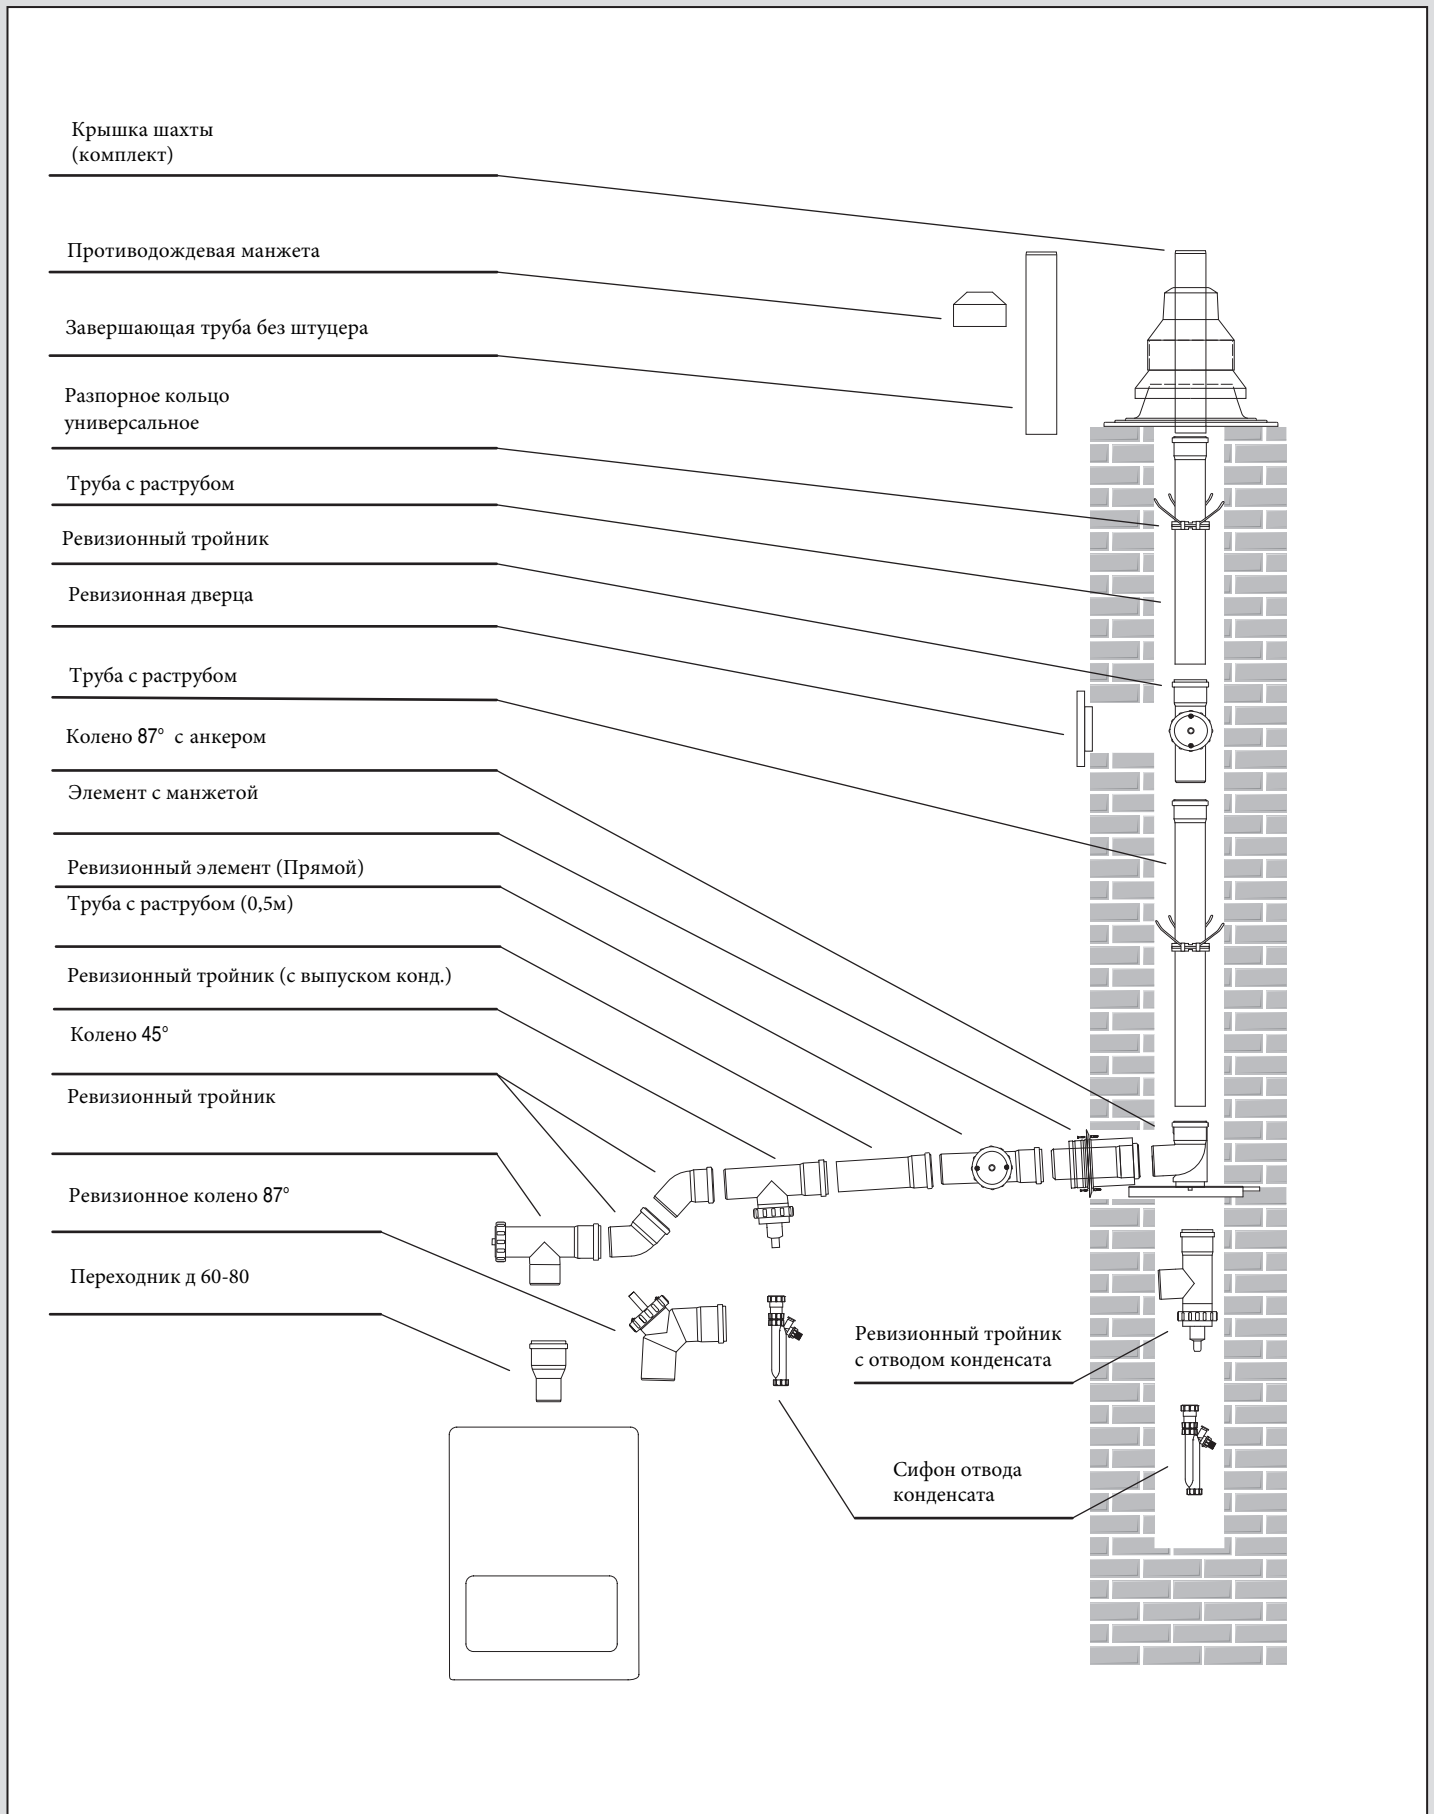 Крышка шахты
(комплект)
Противодождевая манжета
Завершающая труба без штуцера
Разпорное кольцо
универсальное
Труба с раструбом
Ревизионный тройник
Ревизионная дверца
Труба с раструбом
Колено 87° с анкером
Элемент с манжетой
Ревизионный элемент (Прямой)
Труба с раструбом (0,5м)
Ревизионный тройник (с выпуском конд.)
Колено 45°
Ревизионный тройник
Ревизионное колено 87°
Переходник д 60-80
Ревизионный тройник
с отводом конденсата
Сифон отвода
конденсата